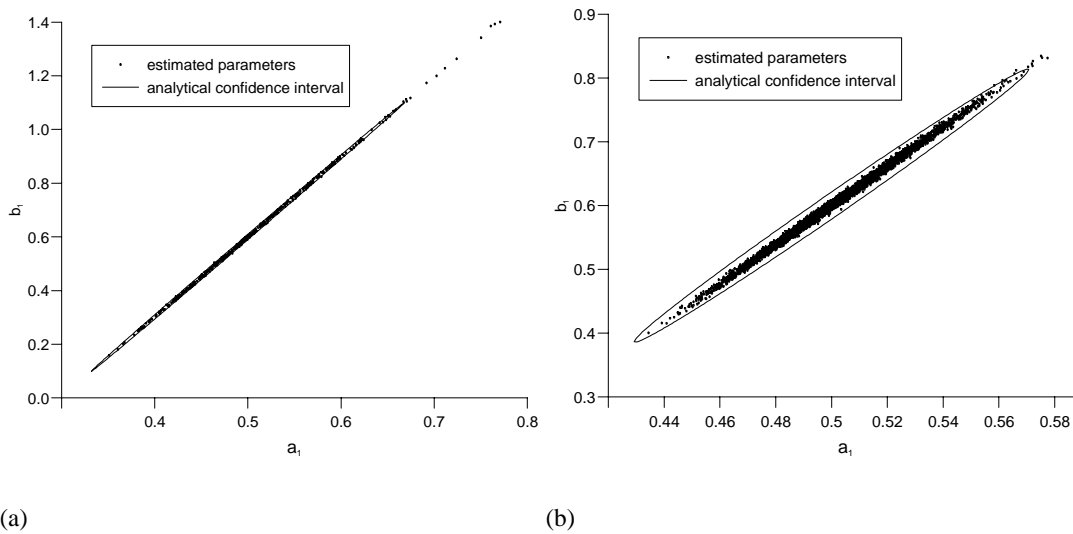 1.4
1.2
1.0
0.8
0.6
0.4
0.2
0.0
b₁
estimated parameters
analytical confidence interval
0.4
0.5
0.6
0.7
0.8
a₁
(a)
0.9
0.8
0.7
0.6
0.5
0.4
0.3
b₁
estimated parameters
analytical confidence interval
0.44
0.46
0.48
0.5
0.52
0.54
0.56
0.58
a₁
(b)